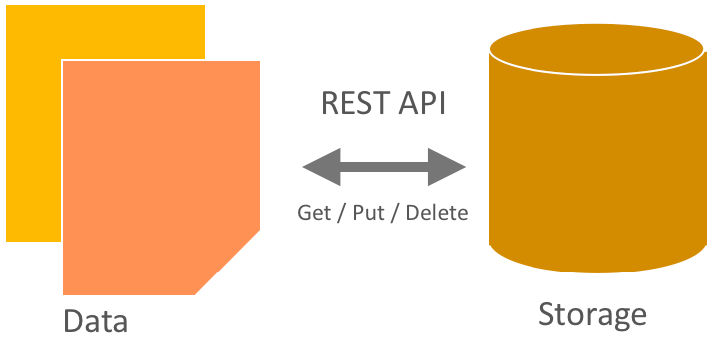 REST API
Get / Put / Delete
Data
Storage